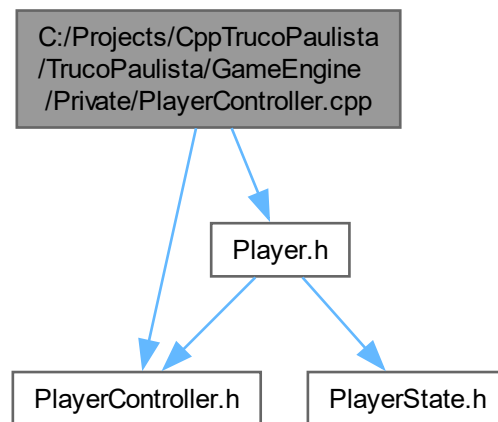 C:/Projects/CppTrucoPaulista
/TrucoPaulista/GameEngine
/Private/PlayerController.cpp
Player.h
PlayerController.h
PlayerState.h